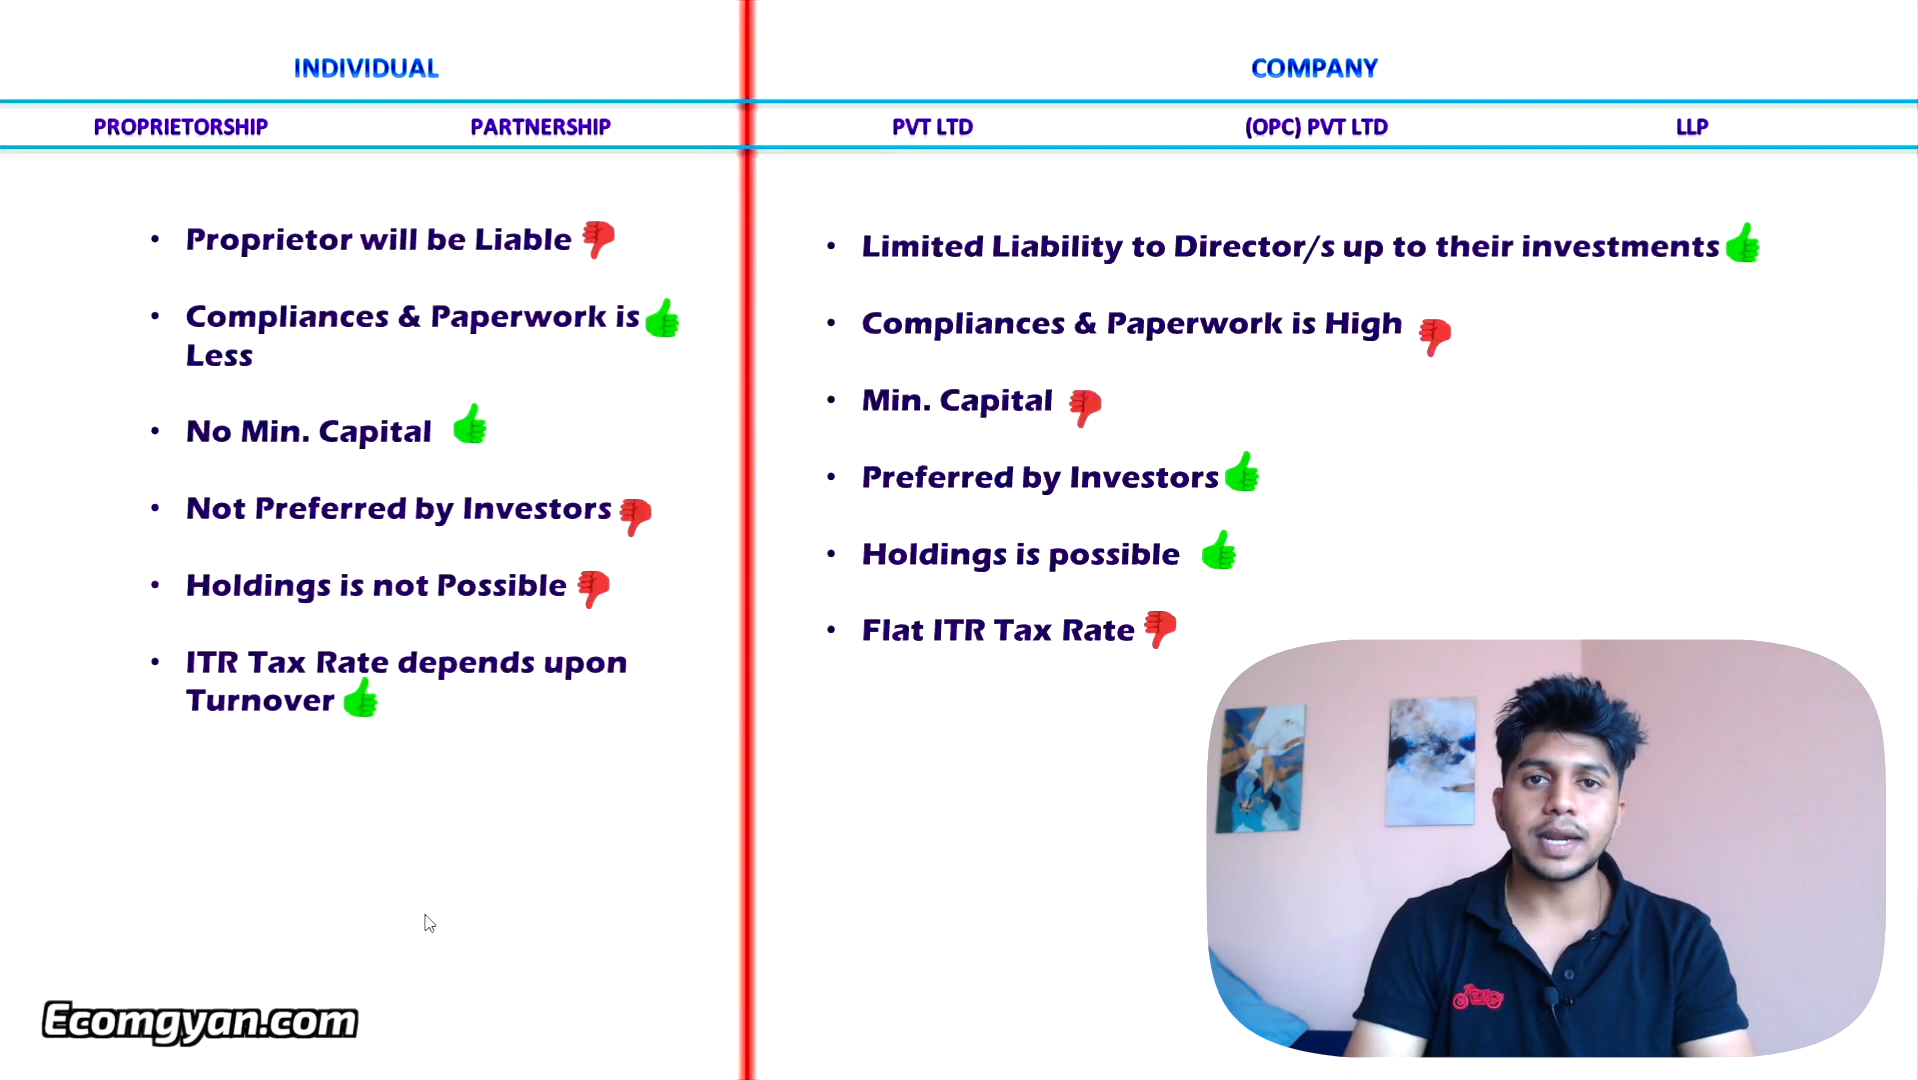 INDIVIDUAL
COMPANY
PROPRIETORSHIP
PARTNERSHIP
PVT LTD
(OPC) PVT LTD
LLP
• Proprietor will be Liable
• Compliances & Paperwork is
Less
• No Min. Capital
• Not Preferred by Investors
• Holdings is not Possible
• ITR Tax Rate depends upon
Turnover
• Limited Liability to Director/s up to their investments
• Compliances & Paperwork is High
• Min. Capital
• Preferred by Investors
• Holdings is possible
• Flat ITR Tax Rate
Ecomgyan.com